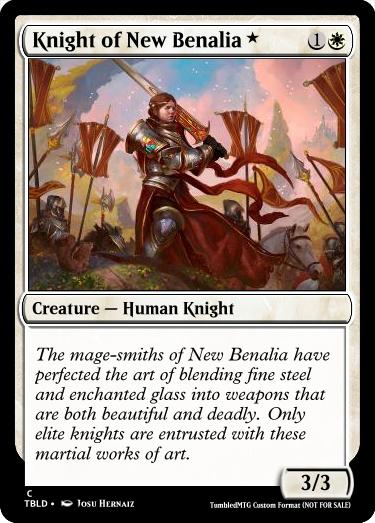 Knight of New Benalia ★ 1
Creature — Human Knight
The mage-smiths of New Benalia have
perfected the art of blending fine steel
and enchanted glass into weapons that
are both beautiful and deadly. Only
elite knights are entrusted with these
martial works of art.
3/3
C
TBLD • Josu Hernaiz
TumbledMTG Custom Format (NOT FOR SALE)